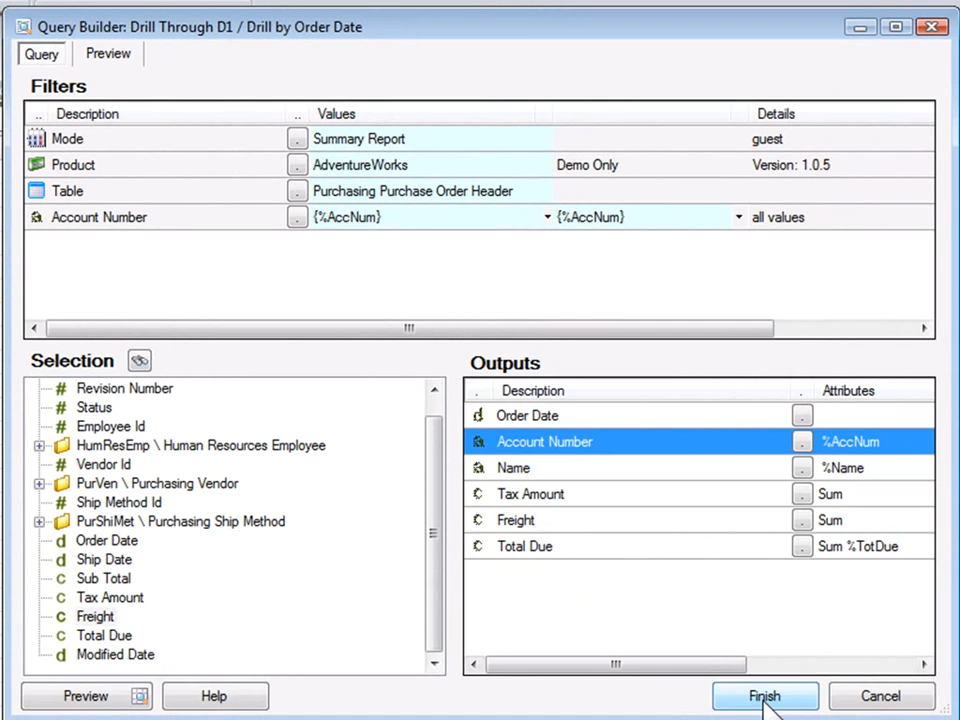 Query Builder: Drill Through D1 / Drill by Order Date
Query Preview
Filters
.. Description .. Values Details
Mode . Summary Report guest
Product . AdventureWorks Demo Only Version: 1.0.5
Table . Purchasing Purchase Order Header
a Account Number . {%AccNum} {%AccNum} all values
Selection
# Revision Number
# Status
# Employee Id
HumResEmp \ Human Resources Employee
# Vendor Id
PurVen \ Purchasing Vendor
# Ship Method Id
PurShiMet \ Purchasing Ship Method
d Order Date
d Ship Date
c Sub Total
c Tax Amount
c Freight
c Total Due
d Modified Date
Outputs
. Description . Attributes
d Order Date .
a Account Number . %AccNum
a Name . %Name
c Tax Amount . Sum
c Freight . Sum
c Total Due . Sum %TotDue
Preview Help Finish Cancel